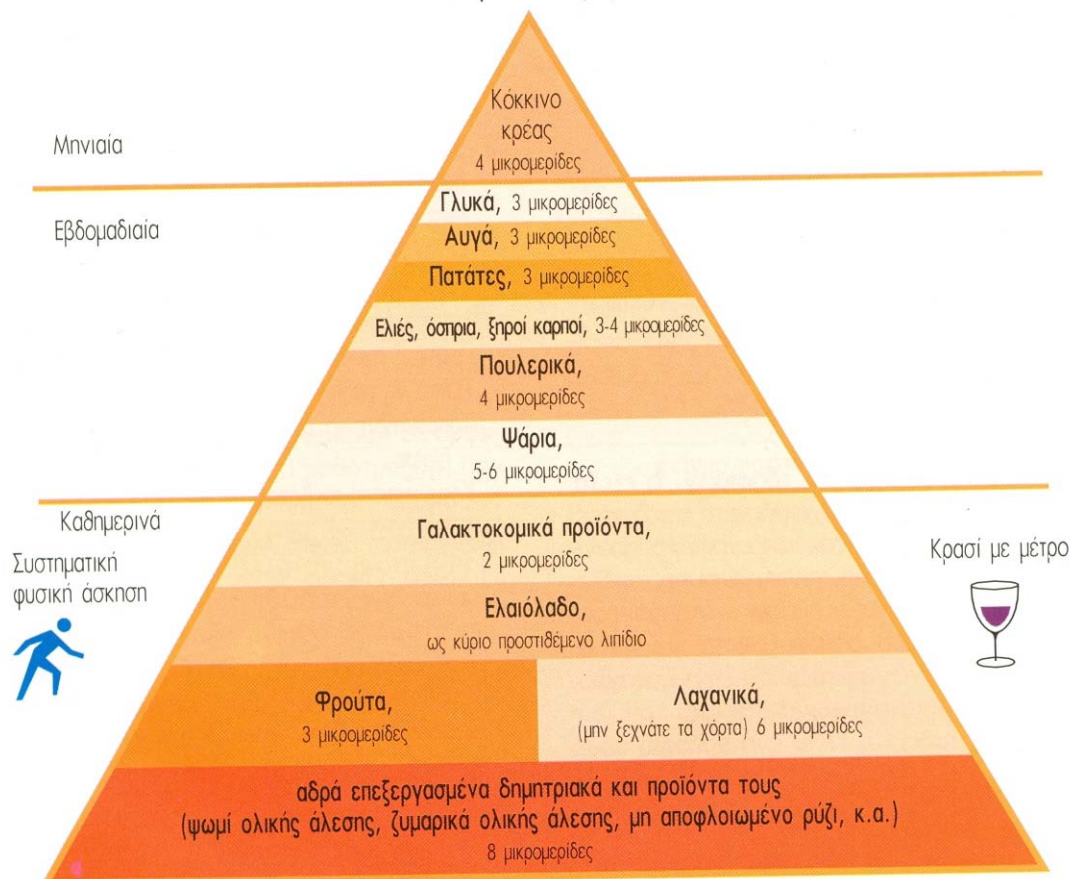 Κόκκινο
κρέας
4 μικρομερίδες
Μηνιαία
Γλυκά, 3 μικρομερίδες
Εβδομαδιαία
Αυγά, 3 μικρομερίδες
Πατάτες, 3 μικρομερίδες
Ελιές, όσπρια, ξηροί καρποί, 3-4 μικρομερίδες
Πουλερικά,
4 μικρομερίδες
Ψάρια,
5-6 μικρομερίδες
Καθημερινά
Γαλακτοκομικά προϊόντα,
2 μικρομερίδες
Συστηματική
φυσική άσκηση
Κρασί με μέτρο
Ελαιόλαδο,
ως κύριο προστιθέμενο λιπίδιο
Φρούτα,
3 μικρομερίδες
Λαχανικά,
(μην ξεχνάτε τα χόρτα) 6 μικρομερίδες
αδρά επεξεργασμένα δημητριακά και προϊόντα τους
(ψωμί ολικής άλεσης, ζυμαρικά ολικής άλεσης, μη αποφλοιωμένο ρύζι, κ.α.)
8 μικρομερίδες